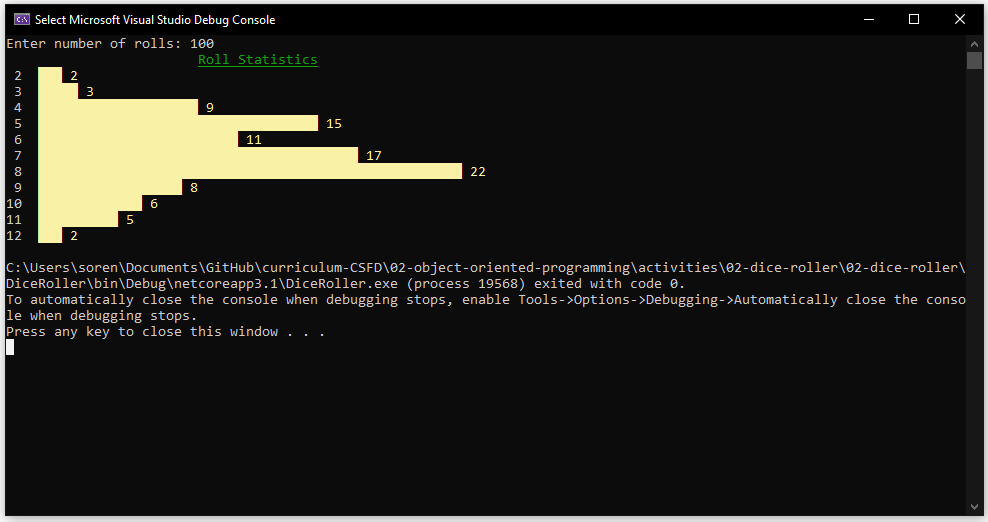 Select Microsoft Visual Studio Debug Console
Enter number of rolls: 100
Roll Statistics
2 2
3 3
4 9
5 15
6 11
7 17
8 22
9 8
10 6
11 5
12 2
C:\Users\soren\Documents\GitHub\curriculum-CSFD\02-object-oriented-programming\activities\02-dice-roller\02-dice-roller\
DiceRoller\bin\Debug\netcoreapp3.1\DiceRoller.exe (process 19568) exited with code 0.
To automatically close the console when debugging stops, enable Tools->Options->Debugging->Automatically close the conso
le when debugging stops.
Press any key to close this window . . .